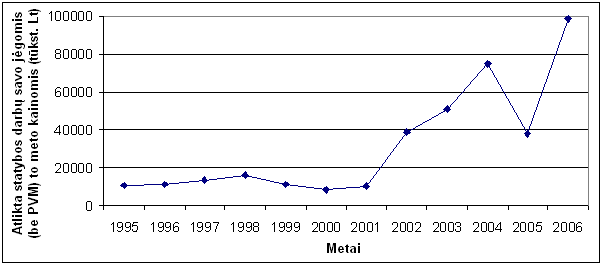 Atlikta statybos darbų savo jėgomis
(be PVM) to meto kainomis (tūkst. Lt)
100000
80000
60000
40000
20000
0
1995 1996 1997 1998 1999 2000 2001 2002 2003 2004 2005 2006
Metai